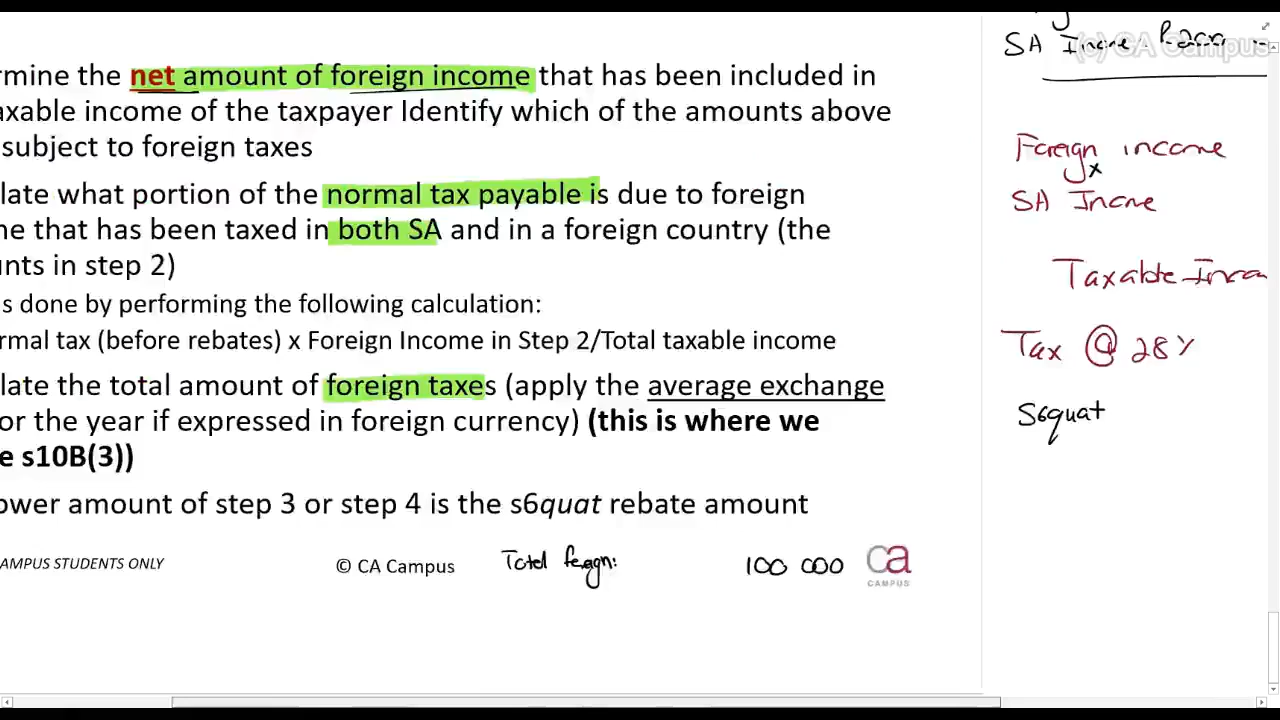 rmine the net amount of foreign income that has been included in
axable income of the taxpayer Identify which of the amounts above
subject to foreign taxes
late what portion of the normal tax payable is due to foreign
ne that has been taxed in both SA and in a foreign country (the
unts in step 2)
s done by performing the following calculation:
rmal tax (before rebates) x Foreign Income in Step 2/Total taxable income
late the total amount of foreign taxes (apply the average exchange
or the year if expressed in foreign currency) (this is where we
e s10B(3))
ower amount of step 3 or step 4 is the s6quat rebate amount
AMPUS STUDENTS ONLY
© CA Campus
Total foreign:
100 000
ca
CAMPUS
SA Income
(c) CA Campus
Foreign income
x
SA Income
Taxable Inco
Tax @ 28%
S6quat